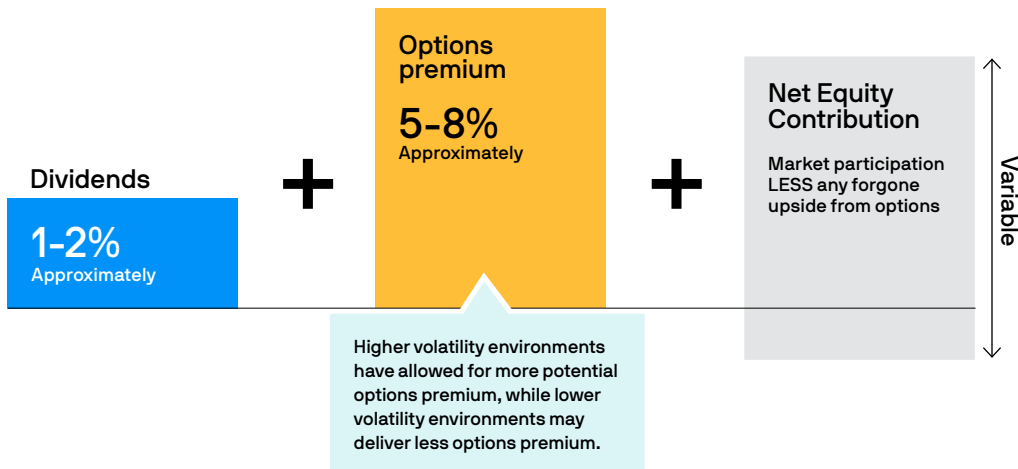 Dividends
1-2%
Approximately
+
Options
premium
5-8%
Approximately
Higher volatility environments
have allowed for more potential
options premium, while lower
volatility environments may
deliver less options premium.
+
Net Equity
Contribution
Market participation
LESS any forgone
upside from options
Variable